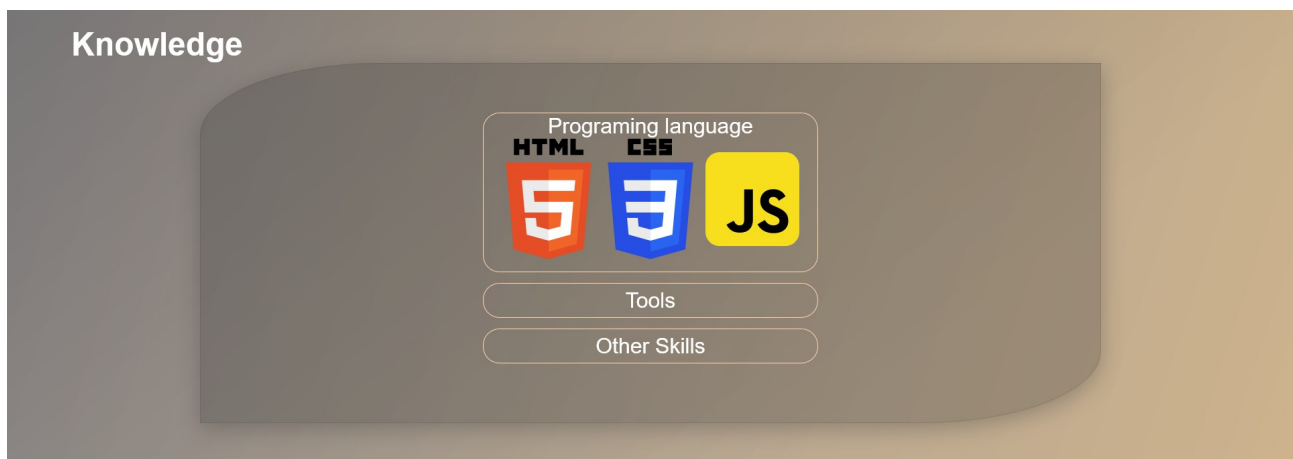 Knowledge
Programing language
HTML CSS
5 3 JS
Tools
Other Skills